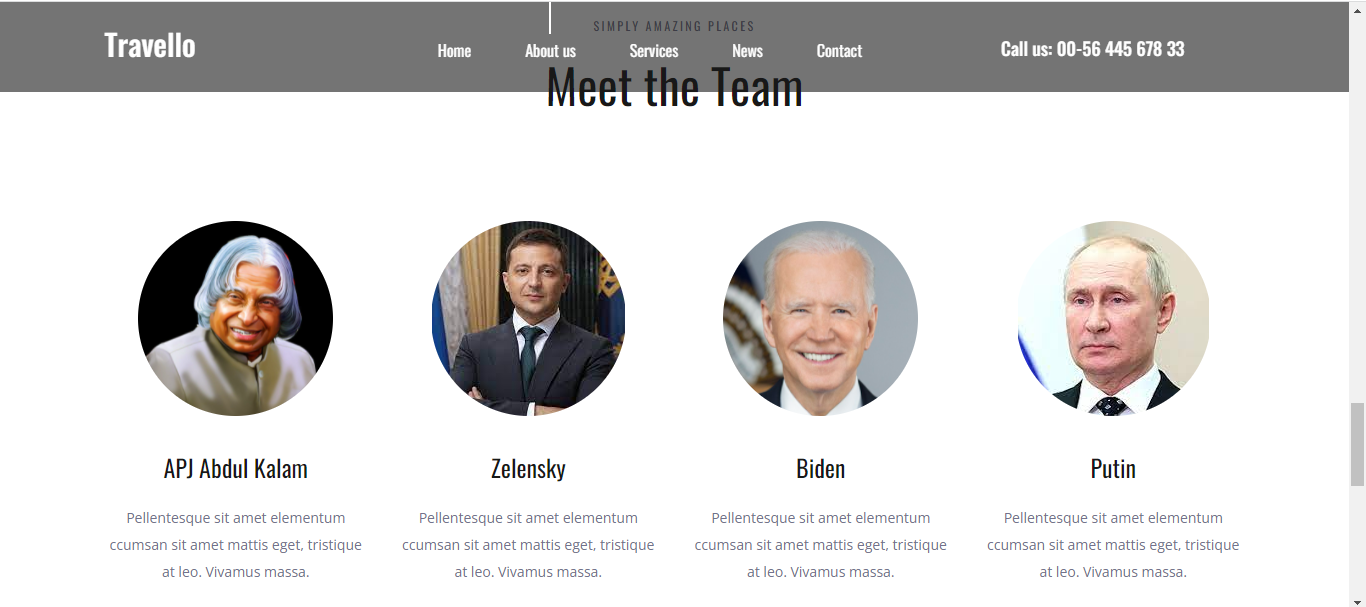 SIMPLY AMAZING PLACES
Travello
Home About us Services News Contact
Call us: 00-56 445 678 33
Meet the Team
APJ Abdul Kalam
Pellentesque sit amet elementum
ccumsan sit amet mattis eget, tristique
at leo. Vivamus massa.
Zelensky
Pellentesque sit amet elementum
ccumsan sit amet mattis eget, tristique
at leo. Vivamus massa.
Biden
Pellentesque sit amet elementum
ccumsan sit amet mattis eget, tristique
at leo. Vivamus massa.
Putin
Pellentesque sit amet elementum
ccumsan sit amet mattis eget, tristique
at leo. Vivamus massa.